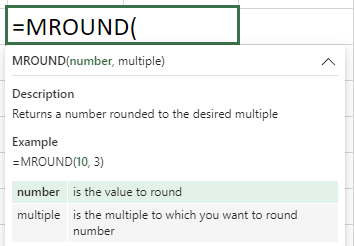 =MROUND(
MROUND(number, multiple)
Description
Returns a number rounded to the desired multiple
Example
=MROUND(10, 3)
number is the value to round
multiple is the multiple to which you want to round
number